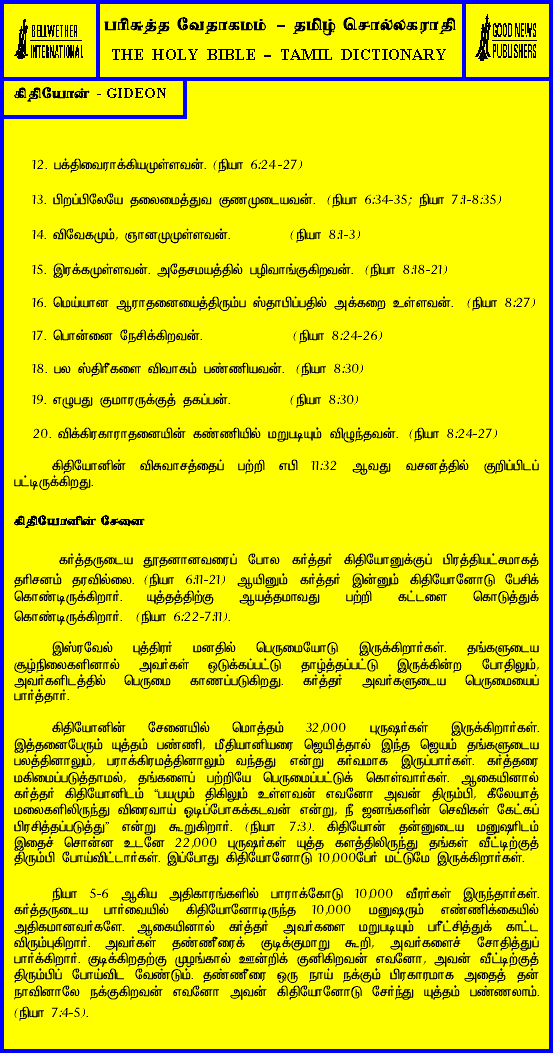 BELLWETHER
INTERNATIONAL
பரிசுத்த வேதாகமம் – தமிழ் சொல்லகராதி
THE HOLY BIBLE – TAMIL DICTIONARY
GOOD NEWS
PUBLISHERS
கிதியோன் - GIDEON
12. பக்திவைராக்கியமுள்ளவன். (நியா 6:24-27)
13. பிறப்பிலேயே தலைமைத்துவ குணமுடையவன். (நியா 6:34-35; நியா 7:1-8:35)
14. விவேகமும், ஞானமுமுள்ளவன். (நியா 8:1-3)
15. இரக்கமுள்ளவன். அதேசமயத்தில் பழிவாங்குகிறவன். (நியா 8:18-21)
16. மெய்யான ஆராதனையைத்திரும்ப ஸ்தாபிப்பதில் அக்கறை உள்ளவன். (நியா 8:27)
17. பொன்னை நேசிக்கிறவன். (நியா 8:24-26)
18. பல ஸ்திரீகளை விவாகம் பண்ணியவன். (நியா 8:30)
19. எழுபது குமாரருக்குத் தகப்பன். (நியா 8:30)
20. விக்கிரகாராதனையின் கண்ணியில் மறுபடியும் விழுந்தவன். (நியா 8:24-27)
கிதியோனின் விசுவாசத்தைப் பற்றி எபி 11:32 ஆவது வசனத்தில் குறிப்பிடப்
பட்டிருக்கிறது.
கிதியோனின் சேனை
கர்த்தருடைய தூதனானவரைப் போல கர்த்தர் கிதியோனுக்குப் பிரத்தியட்சமாகத்
தரிசனம் தரவில்லை. (நியா 6:11-21) ஆயினும் கர்த்தர் இன்னும் கிதியோனோடு பேசிக்
கொண்டிருக்கிறார். யுத்தத்திற்கு ஆயத்தமாவது பற்றி கட்டளை கொடுத்துக்
கொண்டிருக்கிறார். (நியா 6:22-7:11).
இஸ்ரவேல் புத்திரர் மனதில் பெருமையோடு இருக்கிறார்கள். தங்களுடைய
சூழ்நிலைகளினால் அவர்கள் ஒடுக்கப்பட்டு தாழ்த்தப்பட்டு இருக்கின்ற போதிலும்,
அவர்களிடத்தில் பெருமை காணப்படுகிறது. கர்த்தர் அவர்களுடைய பெருமையைப்
பார்த்தார்.
கிதியோனின் சேனையில் மொத்தம் 32,000 புருஷர்கள் இருக்கிறார்கள்.
இத்தனைபேரும் யுத்தம் பண்ணி, மீதியானியரை ஜெயித்தால் இந்த ஜெயம் தங்களுடைய
பலத்தினாலும், பராக்கிரமத்தினாலும் வந்தது என்று கர்வமாக இருப்பார்கள். கர்த்தரை
மகிமைப்படுத்தாமல், தங்களைப் பற்றியே பெருமைப்பட்டுக் கொள்வார்கள். ஆகையினால்
கர்த்தர் கிதியோனிடம் "பயமும் திகிலும் உள்ளவன் எவனோ அவன் திரும்பி, கீலேயாத்
மலைகளிலிருந்து விரைவாய் ஓடிப்போகக்கடவன் என்று, நீ ஜனங்களின் செவிகள் கேட்கப்
பிரசித்தப்படுத்து" என்று கூறுகிறார். (நியா 7:3). கிதியோன் தன்னுடைய மனுஷரிடம்
இதைச் சொன்ன உடனே 22,000 புருஷர்கள் யுத்த களத்திலிருந்து தங்கள் வீட்டிற்குத்
திரும்பி போய்விட்டார்கள். இப்போது கிதியோனோடு 10,000பேர் மட்டுமே இருக்கிறார்கள்.
நியா 5-6 ஆகிய அதிகாரங்களில் பாராக்கோடு 10,000 வீரர்கள் இருந்தார்கள்.
கர்த்தருடைய பார்வையில் கிதியோனோடிருந்த 10,000 மனுஷரும் எண்ணிக்கையில்
அதிகமானவர்களே. ஆகையினால் கர்த்தர் அவர்களை மறுபடியும் பரீட்சித்துக் காட்ட
விரும்புகிறார். அவர்கள் தண்ணீரைக் குடிக்குமாறு கூறி, அவர்களைச் சோதித்துப்
பார்க்கிறார். குடிக்கிறதற்கு முழங்கால் ஊன்றிக் குனிகிறவன் எவனோ, அவன் வீட்டிற்குத்
திரும்பிப் போய்விட வேண்டும். தண்ணீரை ஒரு நாய் நக்கும் பிரகாரமாக அதைத் தன்
நாவினாலே நக்குகிறவன் எவனோ அவன் கிதியோனோடு சேர்ந்து யுத்தம் பண்ணலாம்.
(நியா 7:4-5).